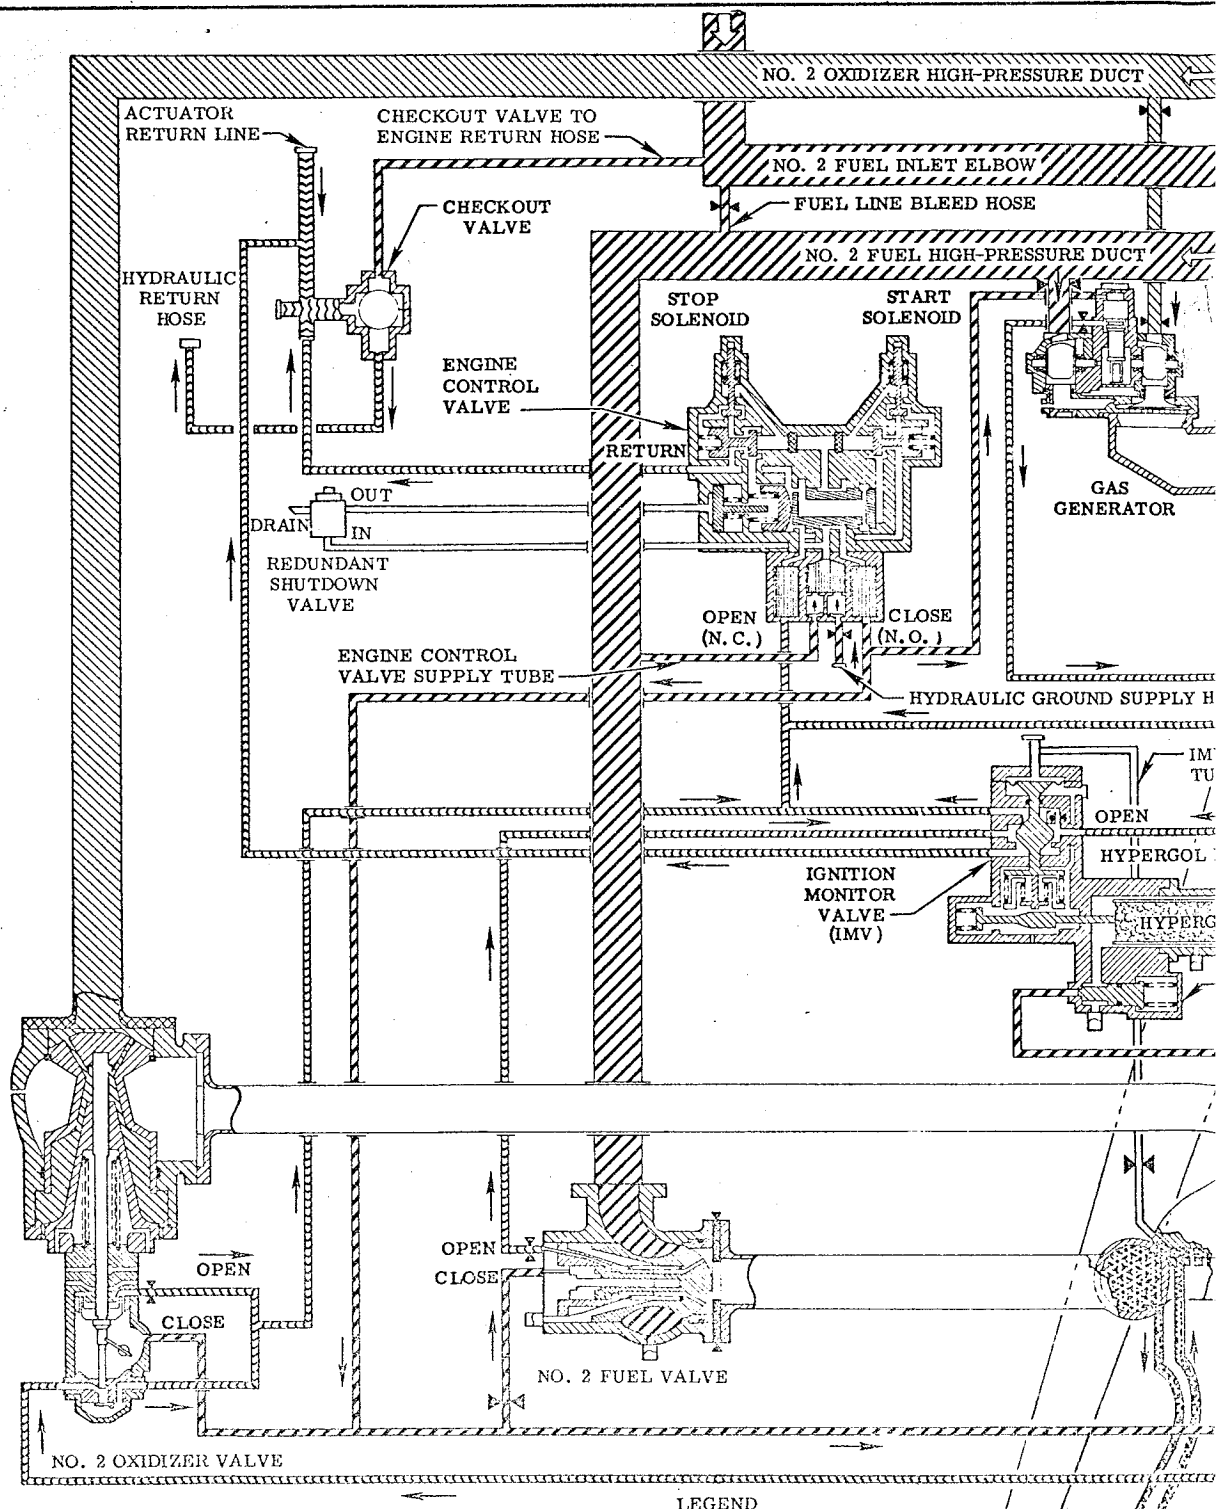 NO. 2 OXIDIZER HIGH-PRESSURE DUCT
ACTUATOR
RETURN LINE
CHECKOUT VALVE TO
ENGINE RETURN HOSE
NO. 2 FUEL INLET ELBOW
CHECKOUT
VALVE
FUEL LINE BLEED HOSE
NO. 2 FUEL HIGH-PRESSURE DUCT
HYDRAULIC
RETURN
HOSE
STOP
SOLENOID
START
SOLENOID
ENGINE
CONTROL
VALVE
RETURN
GAS
GENERATOR
OUT
DRAIN
IN
REDUNDANT
SHUTDOWN
VALVE
OPEN
(N.C.)
CLOSE
(N.O.)
ENGINE CONTROL
VALVE SUPPLY TUBE
HYDRAULIC GROUND SUPPLY H
IM
TU
OPEN
HYPERGOL
IGNITION
MONITOR
VALVE
(IMV)
HYPERG
OPEN
CLOSE
OPEN
CLOSE
NO. 2 FUEL VALVE
NO. 2 OXIDIZER VALVE
LEGEND